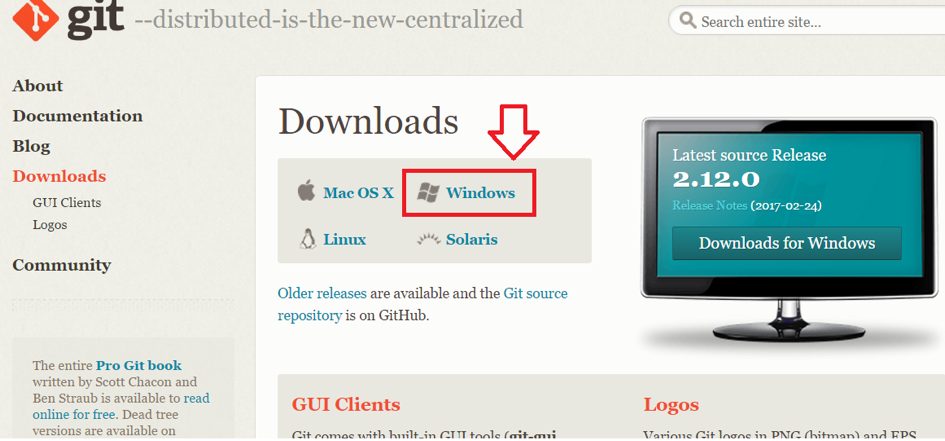 git --distributed-is-the-new-centralized
Search entire site...
About
Documentation
Blog
Downloads
GUI Clients
Logos
Community
The entire Pro Git book
written by Scott Chacon and
Ben Straub is available to read
online for free. Dead tree
versions are available on
Downloads
Mac OS X
Windows
Linux
Solaris
Older releases are available and the Git source
repository is on GitHub.
Latest source Release
2.12.0
Release Notes (2017-02-24)
Downloads for Windows
GUI Clients
Git comes with built-in GUI tools (git-gui,
Logos
Various Git logos in PNG (bitmap) and EPS